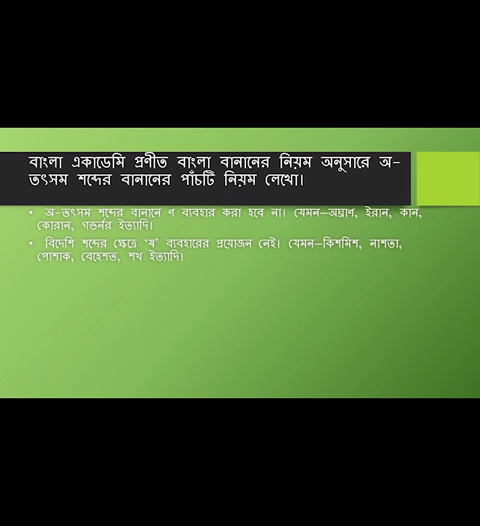 বাংলা একাডেমি প্রণীত বাংলা বানানের নিয়ম অনুসারে অ-
তৎসম শব্দের বানানের পাঁচটি নিয়ম লেখো।
• অ-তৎসম শব্দের বানানে ণ ব্যবহার করা হবে না। যেমন—অঘ্রাণ, ইরান, কান,
কোরান, গভর্নর ইত্যাদি।
• বিদেশি শব্দের ক্ষেত্রে ‘ষ’ ব্যবহারের প্রয়োজন নেই। যেমন—কিশমিশ, নাশতা,
পোশাক, বেহেশত, শখ ইত্যাদি।